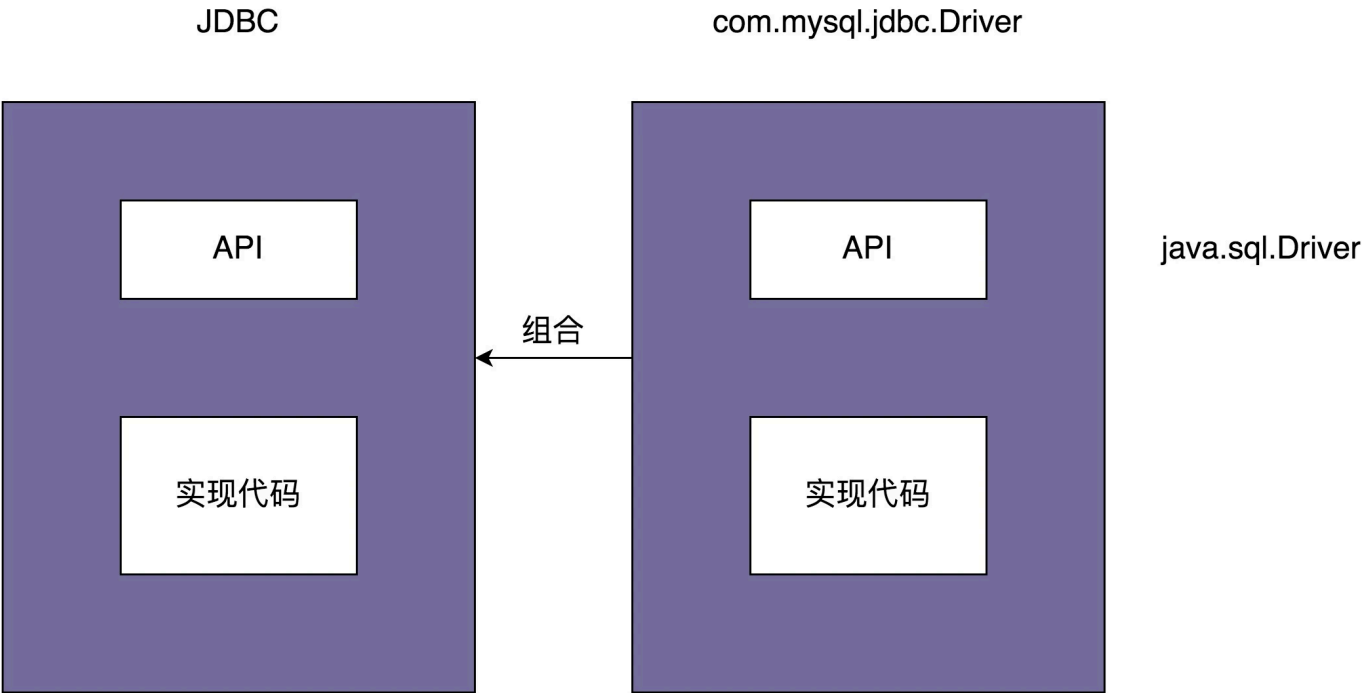 JDBC
com.mysql.jdbc.Driver
API
API
java.sql.Driver
组合
实现代码
实现代码